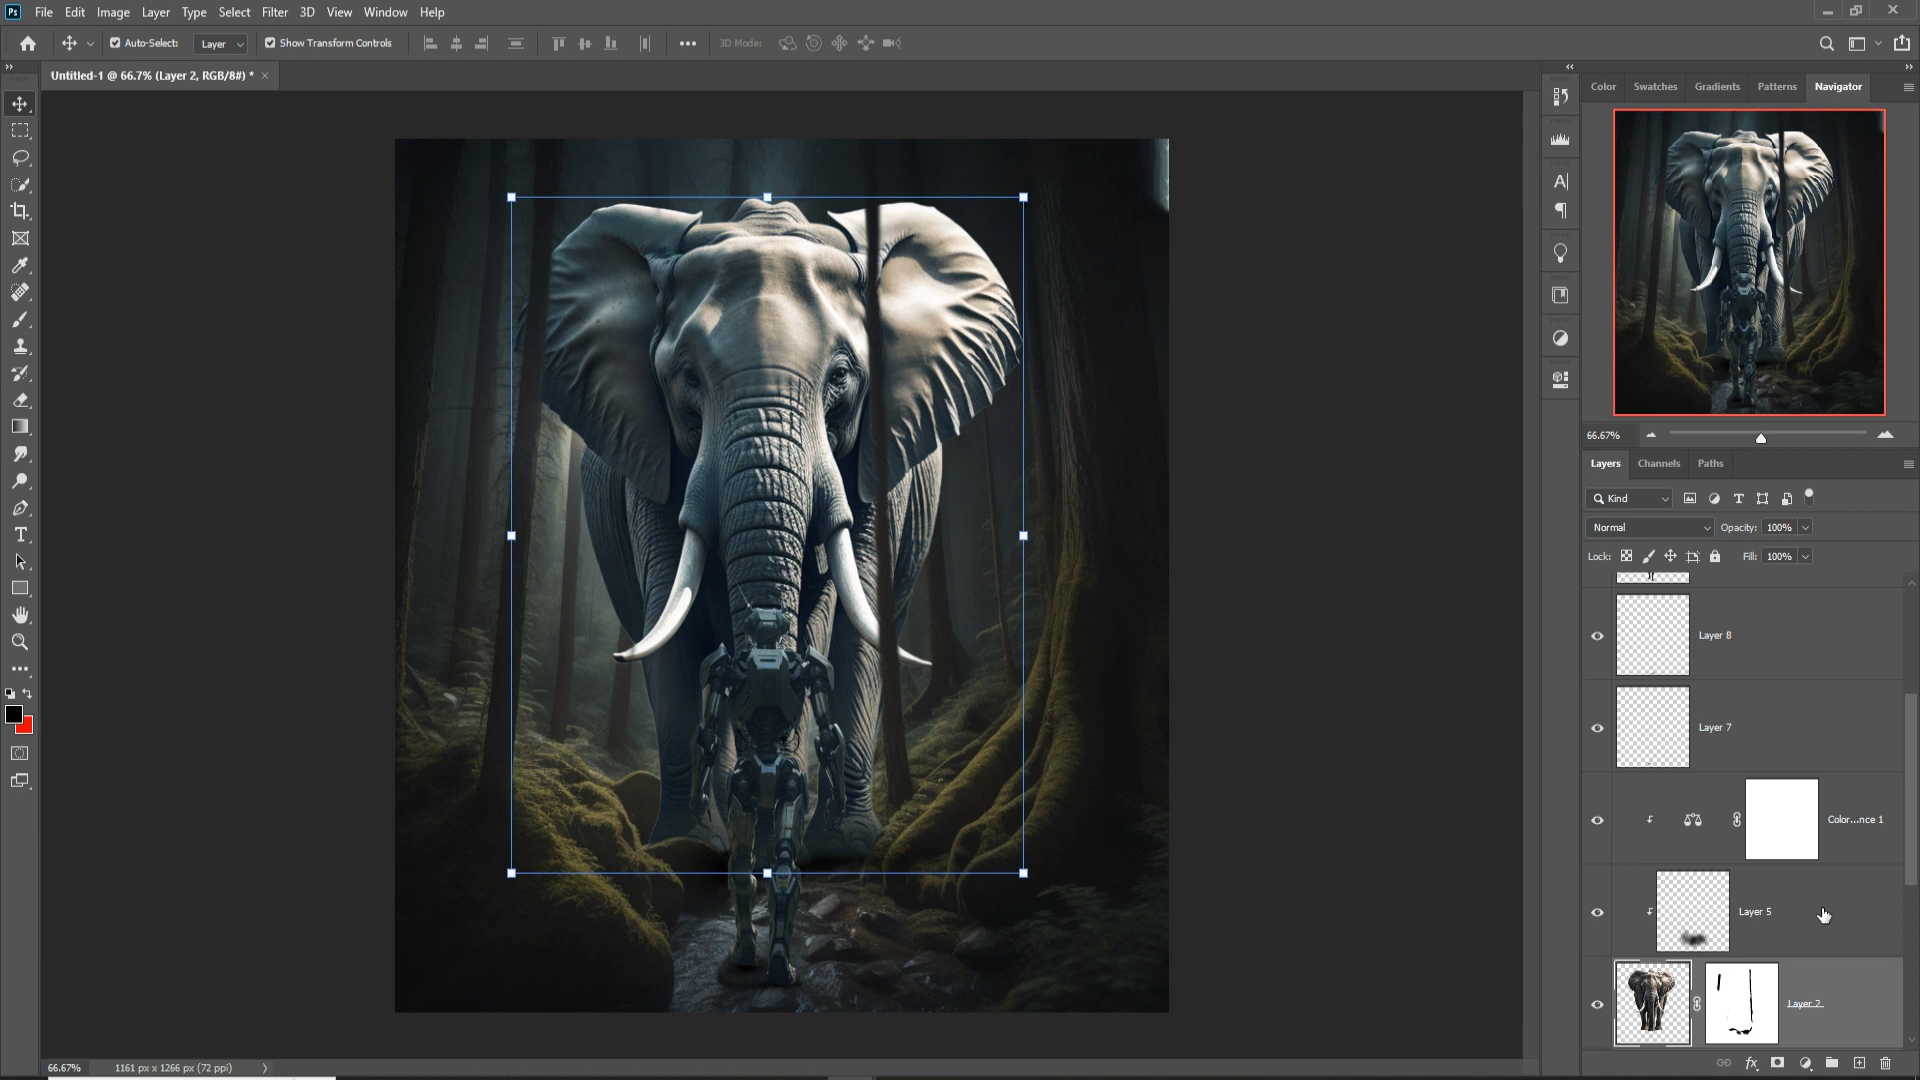 Ps File Edit Image Layer Type Select Filter 3D View Window Help
Auto-Select: Layer Show Transform Controls 3D Mode:
Untitled-1 @ 66.7% (Layer 2, RGB/8#) * ×
Color Swatches Gradients Patterns Navigator
66.67%
Layers Channels Paths
Kind
Normal Opacity: 100%
Lock: Fill: 100%
Layer 8
Layer 7
Color...nce 1
Layer 5
Layer 2
66.67% 1161 px x 1266 px (72 ppi)